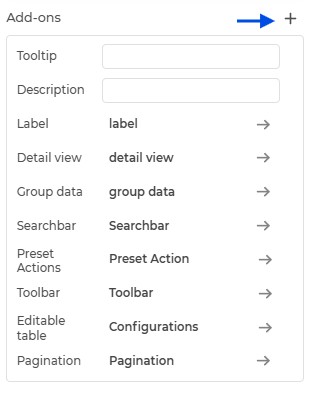 Add-ons
Tooltip
Description
Label label
Detail view detail view
Group data group data
Searchbar Searchbar
Preset
Actions Preset Action
Toolbar Toolbar
Editable
table Configurations
Pagination Pagination